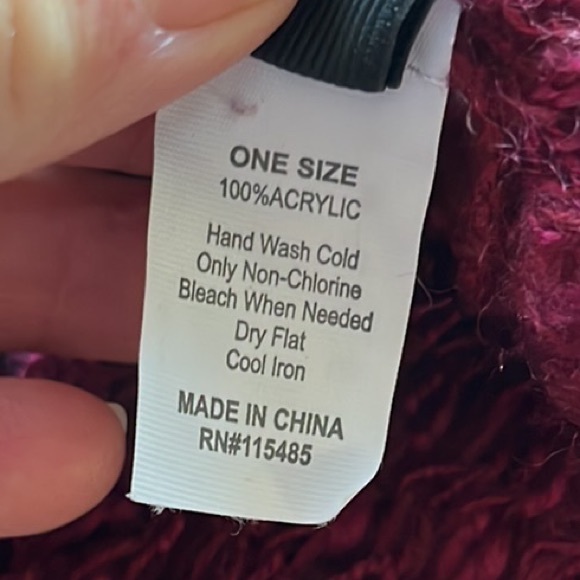 ONE SIZE
100%ACRYLIC
Hand Wash Cold
Only Non-Chlorine
Bleach When Needed
Dry Flat
Cool Iron
MADE IN CHINA
RN#115485